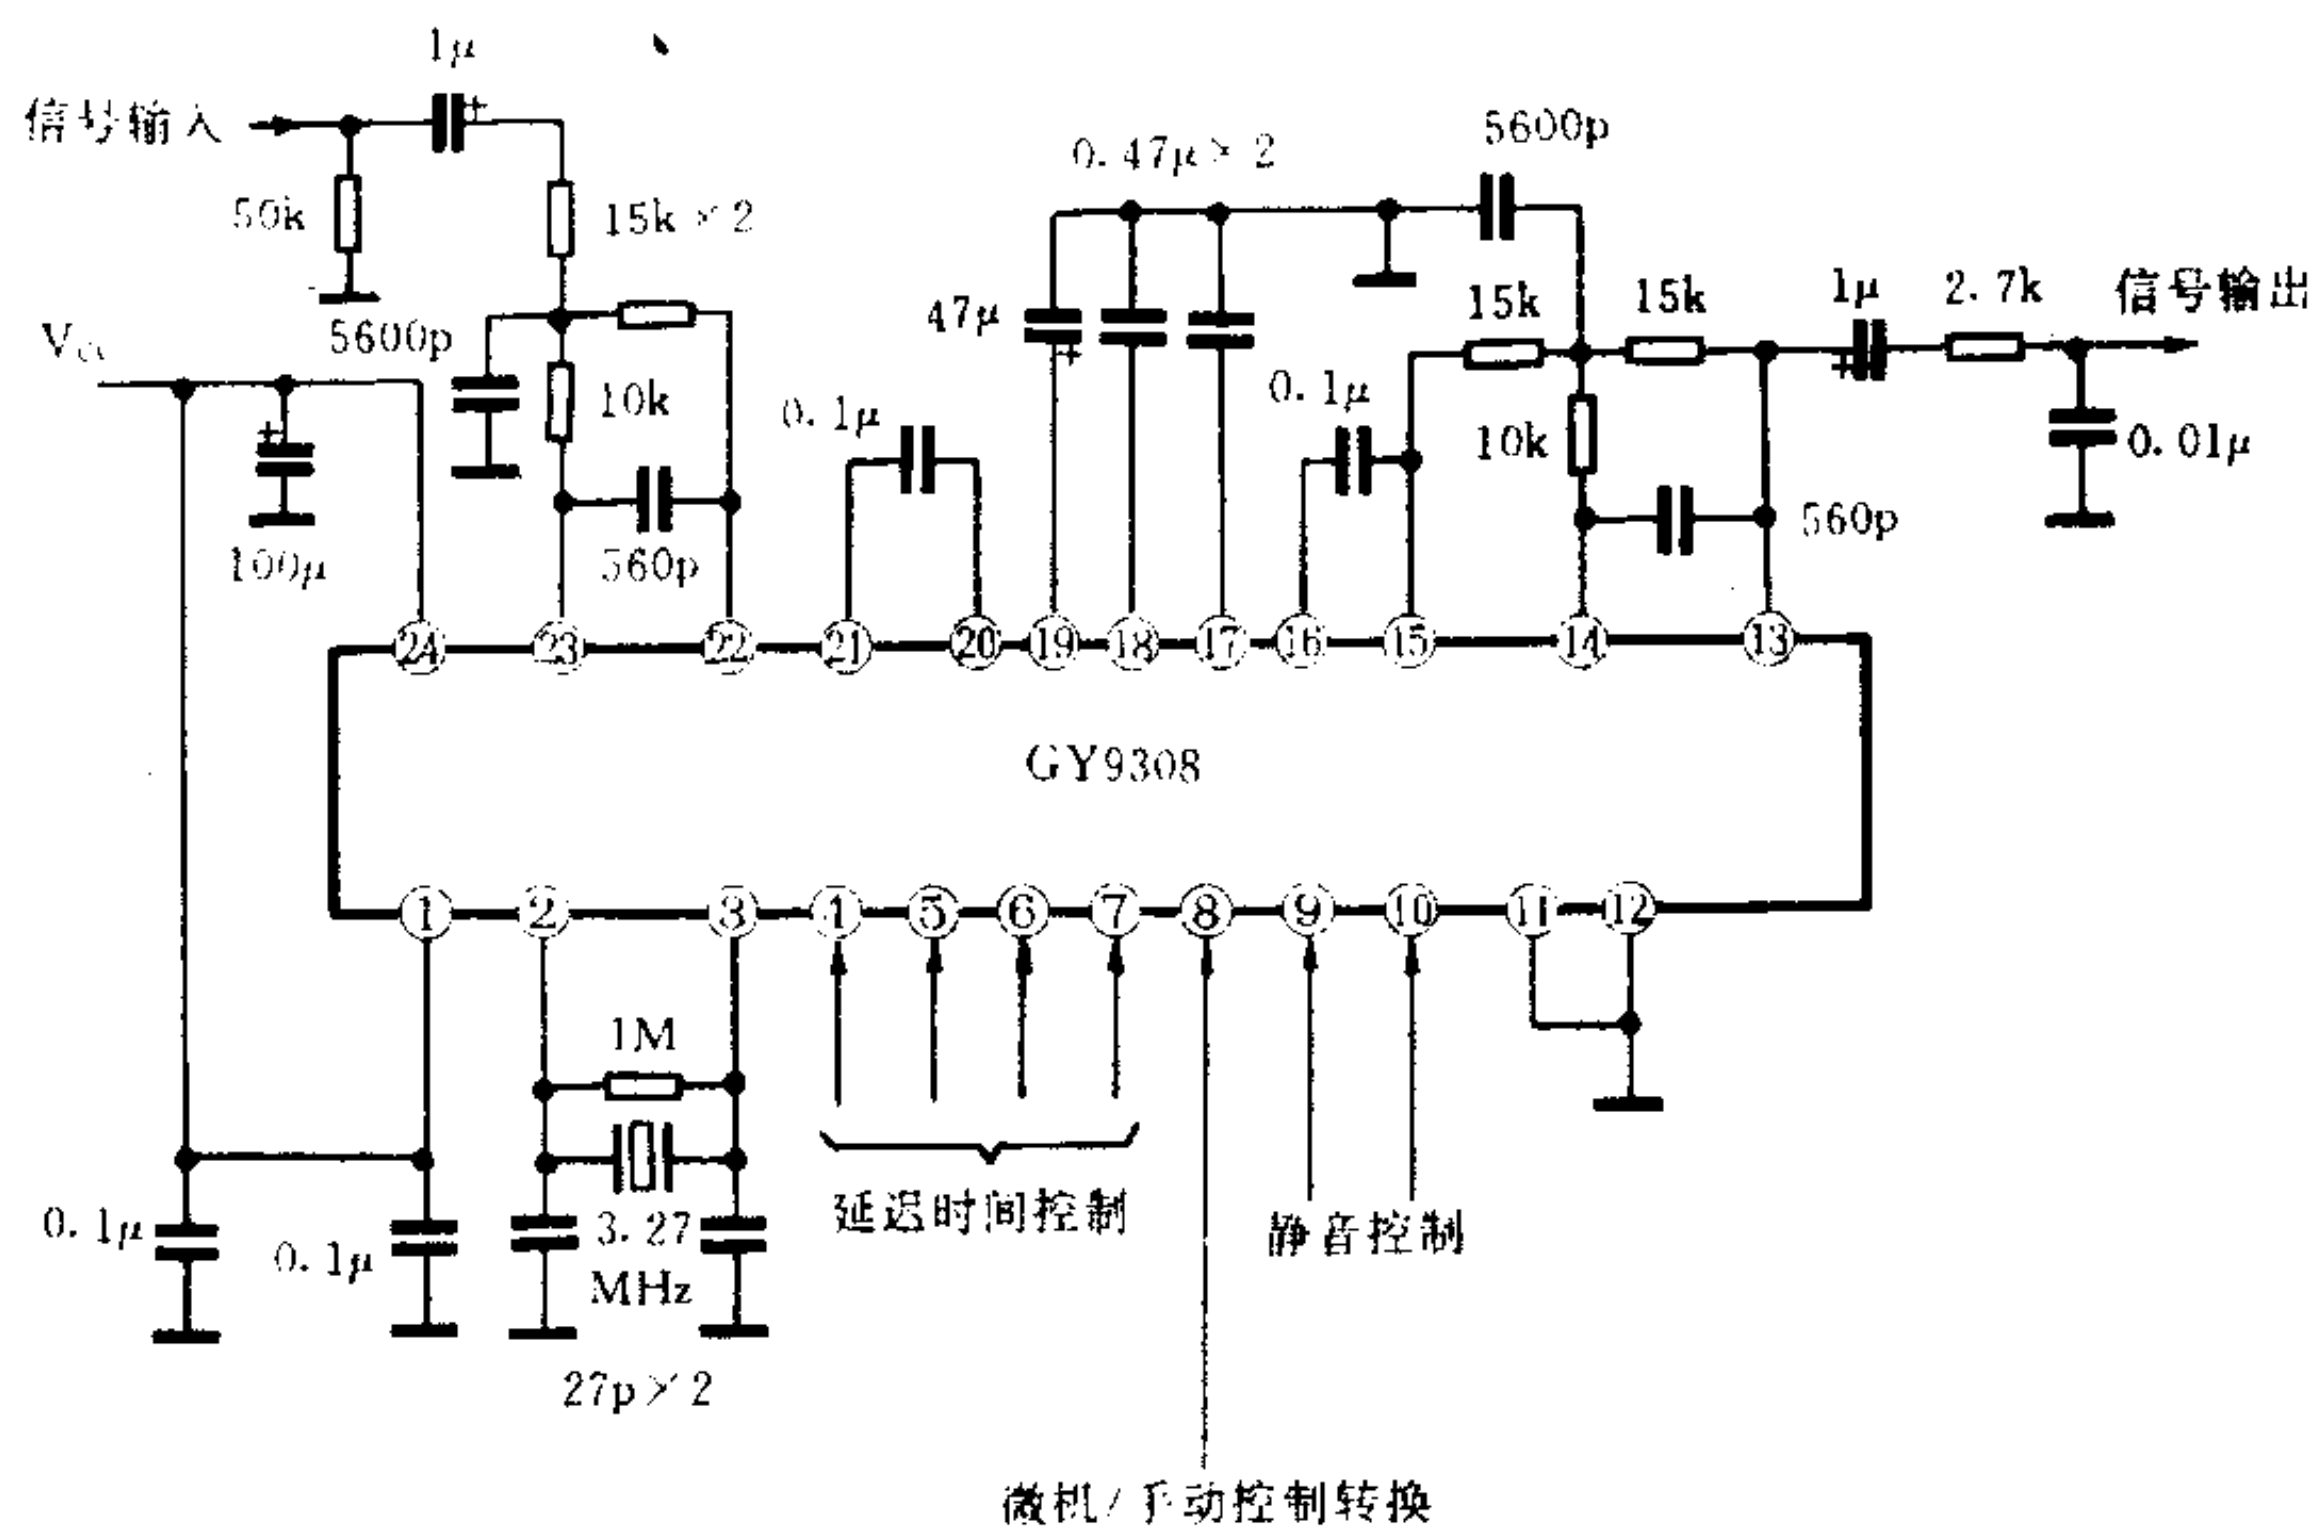 1μ
信号输入
+
5600p
0.47μ×2
50k
15k×2
信号输出
15k
15k
1μ
2.7k
47μ
+
+
5600p
Vcc
0.1μ
10k
0.1μ
+
10k
0.01μ
560p
100μ
560p
24 23 22 21 20 19 18 17 16 15 14 13
GY9308
1 2 3 4 5 6 7 8 9 10 11 12
1M
延迟时间控制
静音控制
0.1μ
0.1μ
3.27
MHz
27p×2
微机/手动控制转换